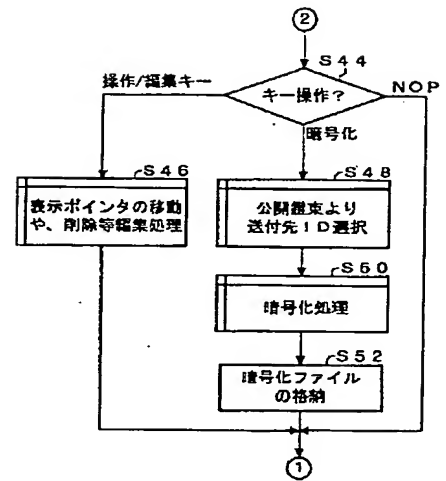 ②
S44
操作/編集キー
キー操作?
NOP
暗号化
S46
表示ポインタの移動
や、削除等編集処理
S48
公開鍵束より
送付先ID選択
S50
暗号化処理
S52
暗号化ファイル
の格納
①